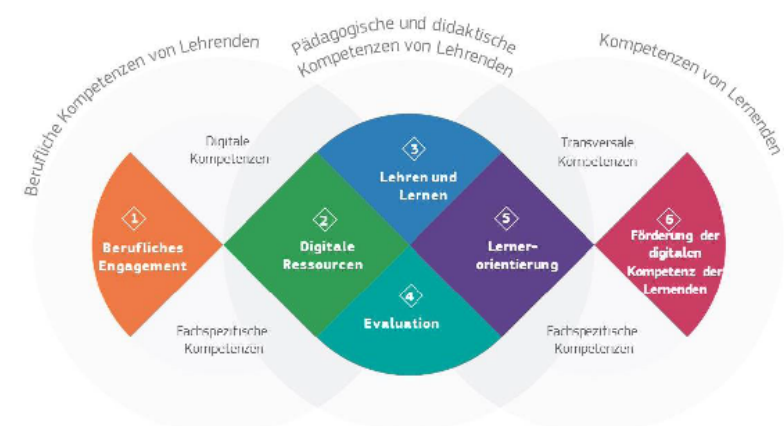 Berufliche Kompetenzen von Lehrenden
Pädagogische und didaktische
Kompetenzen von Lehrenden
Kompetenzen von Lernenden
Digitale
Kompetenzen
Transversale
Kompetenzen
1
Berufliches
Engagement
2
Digitale
Ressourcen
3
Lehren und
Lernen
4
Evaluation
5
Lerner-
orientierung
6
Förderung der
digitalen
Kompetenz der
Lernenden
Fachspezifische
Kompetenzen
Fachspezifische
Kompetenzen